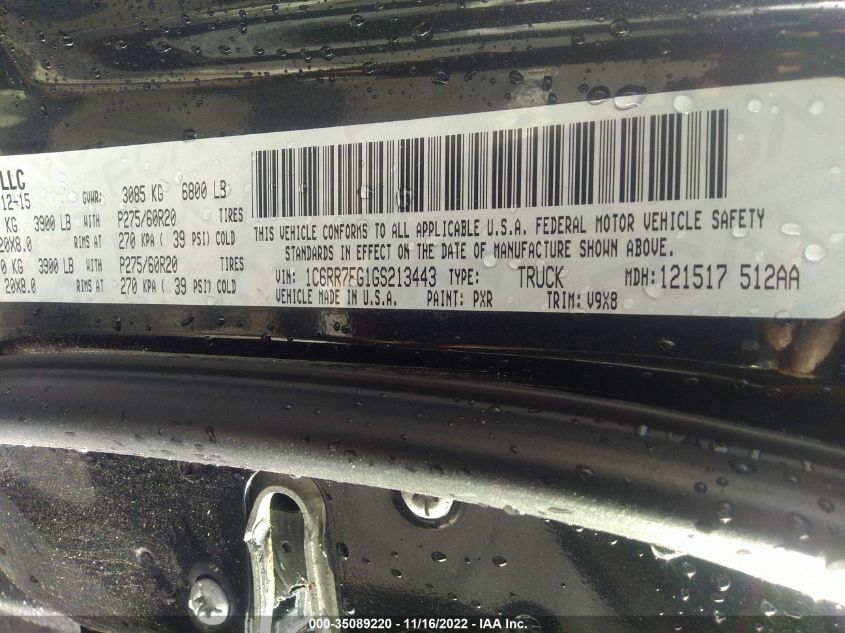 LLC
12-15 GVWR: 3085 KG 6800 LB
KG 3900 LB WITH P275/60R20 TIRES
20X8.0 RIMS AT 270 KPA ( 39 PSI) COLD
0 KG 3900 LB WITH P275/60R20 TIRES
20X8.0 RIMS AT 270 KPA ( 39 PSI) COLD
THIS VEHICLE CONFORMS TO ALL APPLICABLE U.S.A. FEDERAL MOTOR VEHICLE SAFETY
STANDARDS IN EFFECT ON THE DATE OF MANUFACTURE SHOWN ABOVE.
VIN: 1C6RR7FG1GS213443 TYPE: TRUCK MDH: 121517 512AA
VEHICLE MADE IN U.S.A. PAINT: PXR TRIM: V9X8
000-35089220 - 11/16/2022 - IAA Inc.